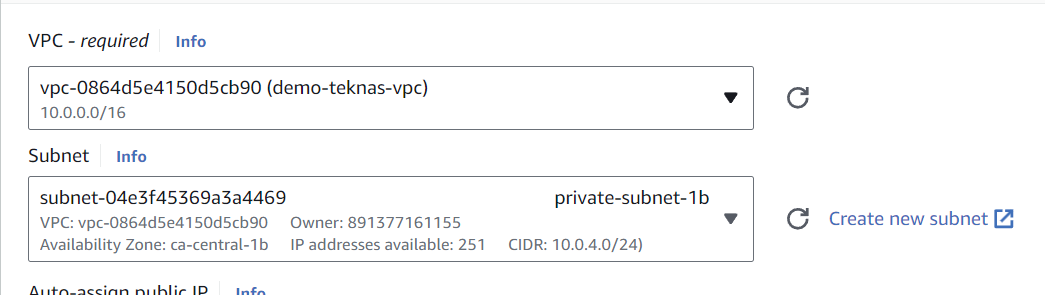 VPC - required Info
vpc-0864d5e4150d5cb90 (demo-teknas-vpc)
10.0.0.0/16
Subnet Info
subnet-04e3f45369a3a4469 private-subnet-1b
VPC: vpc-0864d5e4150d5cb90 Owner: 891377161155
Create new subnet
Availability Zone: ca-central-1b IP addresses available: 251 CIDR: 10.0.4.0/24)
Auto-assign public IP Info